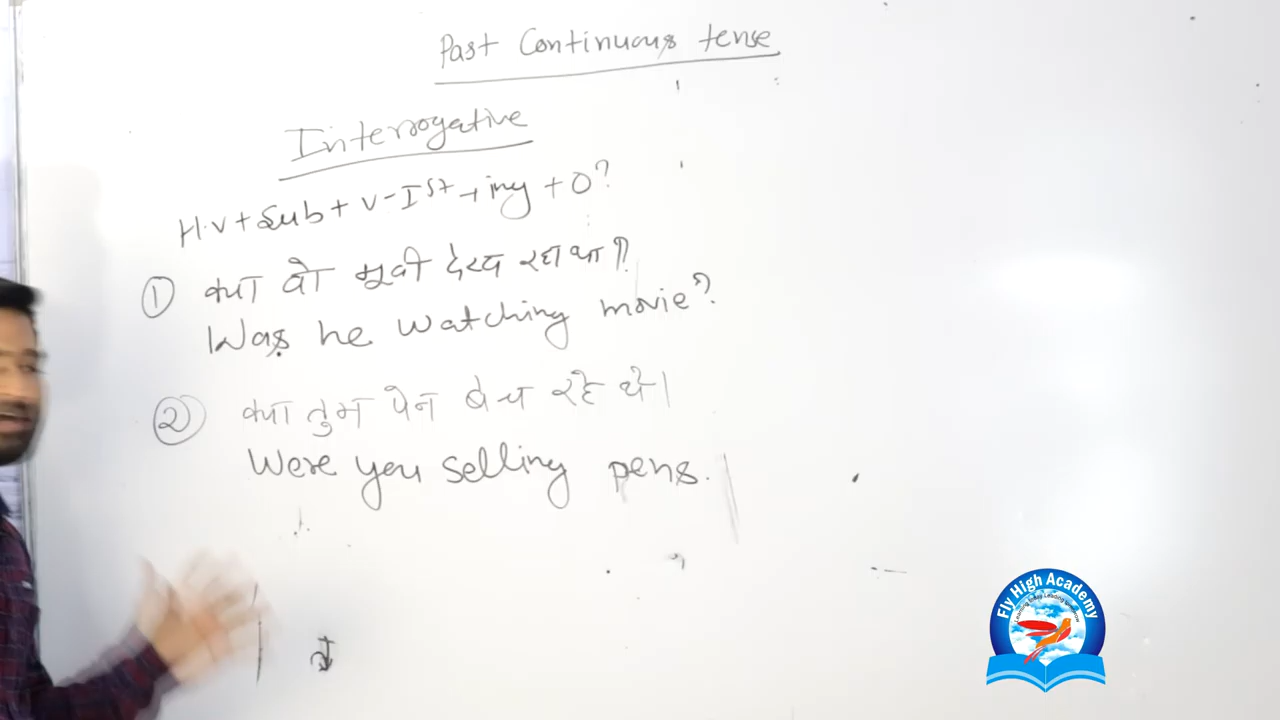 Past Continuous tense
Interrogative
H.V + Sub + V-Ist + ing + O?
① क्या वो मूवी देख रहा था?
Was he watching movie?
② क्या तुम पेन बेच रहे थे।
Were you selling pens.
Fly High Academy